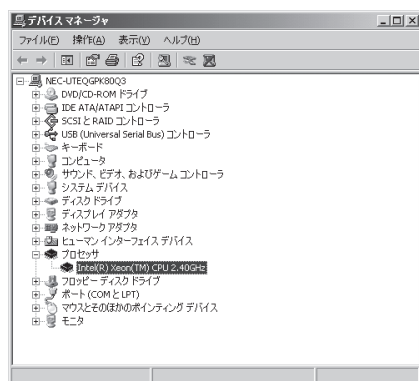 デバイス マネージャ
ファイル(F) 操作(A) 表示(V) ヘルプ(H)
NEC-UTEQGPK80Q3
DVD/CD-ROM ドライブ
IDE ATA/ATAPI コントローラ
SCSI と RAID コントローラ
USB (Universal Serial Bus) コントローラ
キーボード
コンピュータ
サウンド、ビデオ、およびゲーム コントローラ
システム デバイス
ディスク ドライブ
ディスプレイ アダプタ
ネットワーク アダプタ
ヒューマン インターフェイス デバイス
プロセッサ
Intel(R) Xeon(TM) CPU 2.40GHz
フロッピー ディスク ドライブ
ポート (COM と LPT)
マウスとそのほかのポインティング デバイス
モニタ